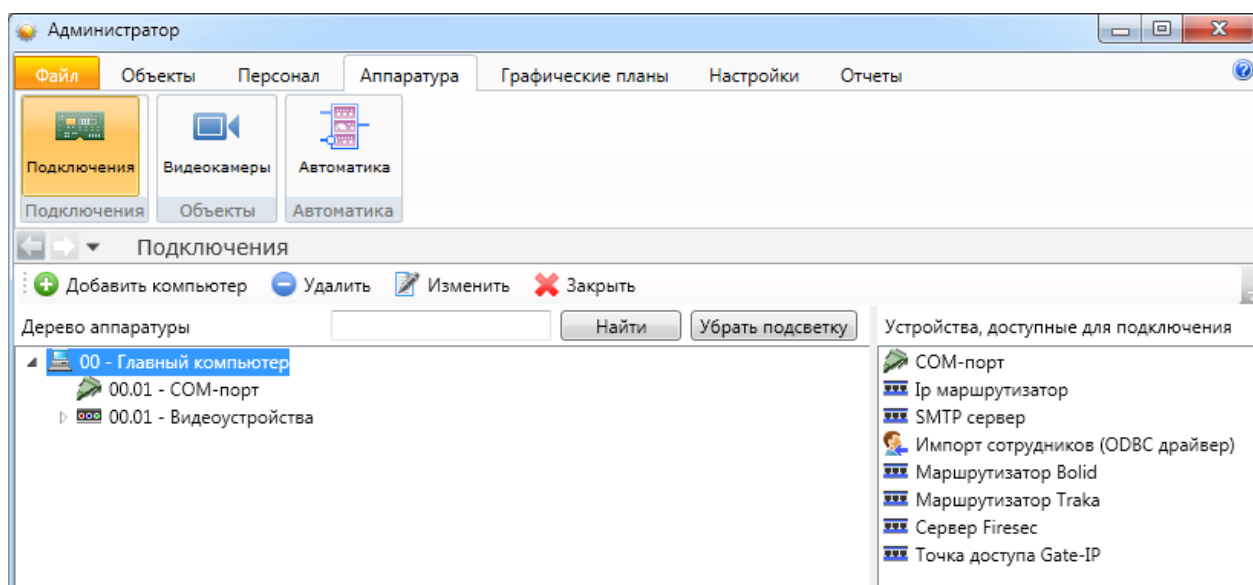 Администратор
Файл Объекты Персонал Аппаратура Графические планы Настройки Отчеты
Подключения Видеокамеры Автоматика
Подключения Объекты Автоматика
Подключения
Добавить компьютер Удалить Изменить Закрыть
Дерево аппаратуры Найти Убрать подсветку Устройства, доступные для подключения
00 - Главный компьютер
00.01 - COM-порт
00.01 - Видеоустройства
COM-порт
Ip маршрутизатор
SMTP сервер
Импорт сотрудников (ODBC драйвер)
Маршрутизатор Bolid
Маршрутизатор Traka
Сервер Firesec
Точка доступа Gate-IP